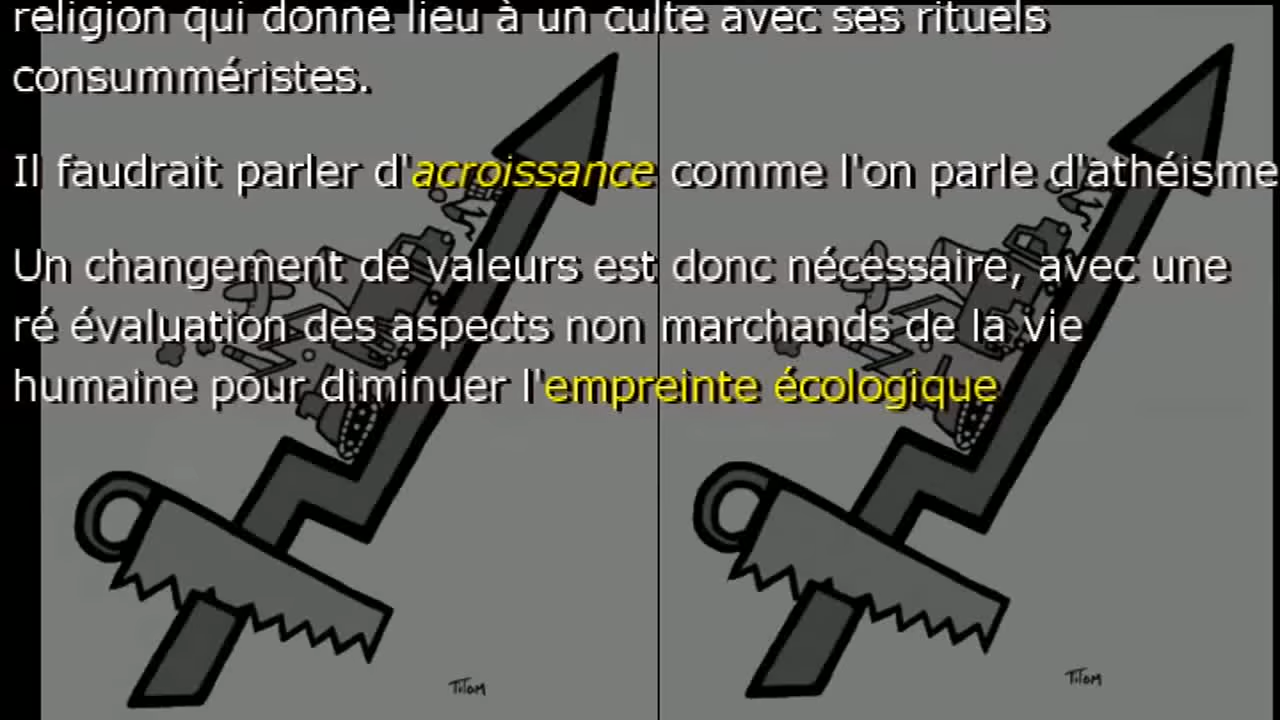 religion qui donne lieu à un culte avec ses rituels
consumméristes.
Il faudrait parler d'acroissance comme l'on parle d'athéisme
Un changement de valeurs est donc nécessaire, avec une
ré évaluation des aspects non marchands de la vie
humaine pour diminuer l'empreinte écologique
TiTOM TiTOM